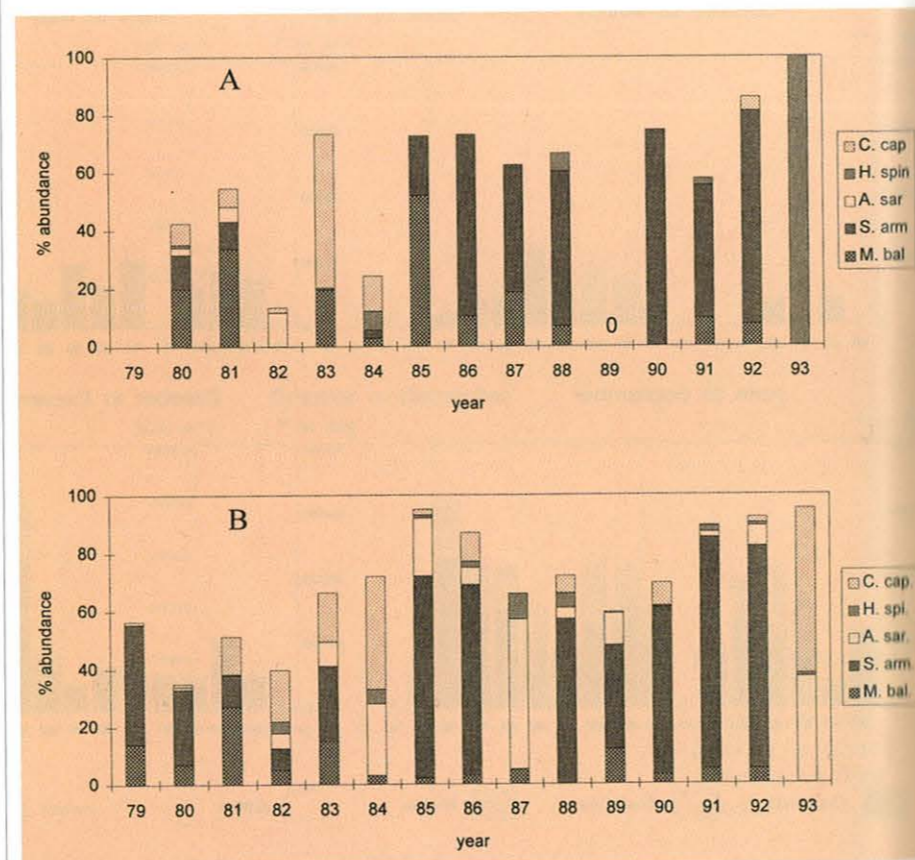 A
100
80
60
40
20
0
% abundance
0
79 80 81 82 83 84 85 86 87 88 89 90 91 92 93
year
C. cap
H. spin
A. sar
S. arm
M. bal
B
100
80
60
40
20
0
% abundance
79 80 81 82 83 84 85 86 87 88 89 90 91 92 93
year
C. cap.
H. spi.
A. sar.
S. arm.
M. bal.